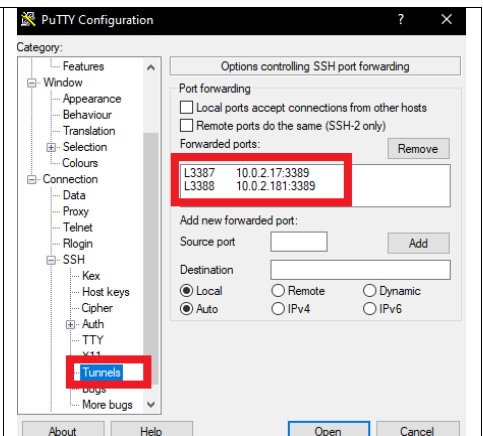 PuTTY Configuration ? ×
Category:
Features
Window
Appearance
Behaviour
Translation
Selection
Colours
Connection
Data
Proxy
Telnet
Rlogin
SSH
Kex
Host keys
Cipher
Auth
TTY
X11
Tunnels
Bugs
More bugs
Options controlling SSH port forwarding
Port forwarding
Local ports accept connections from other hosts
Remote ports do the same (SSH-2 only)
Forwarded ports: Remove
L3387 10.0.2.17:3389
L3388 10.0.2.181:3389
Add new forwarded port:
Source port Add
Destination
Local Remote Dynamic
Auto IPv4 IPv6
About Help Open Cancel